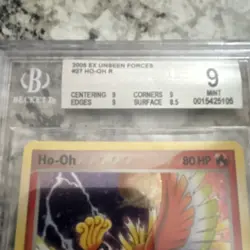 2005 EX UNSEEN FORCES
#27 HO-OH R
9
MINT
CENTERING 9 CORNERS 9
EDGES 9 SURFACE 8.5
BECKETT
0015425106
Ho-Oh 80 HP